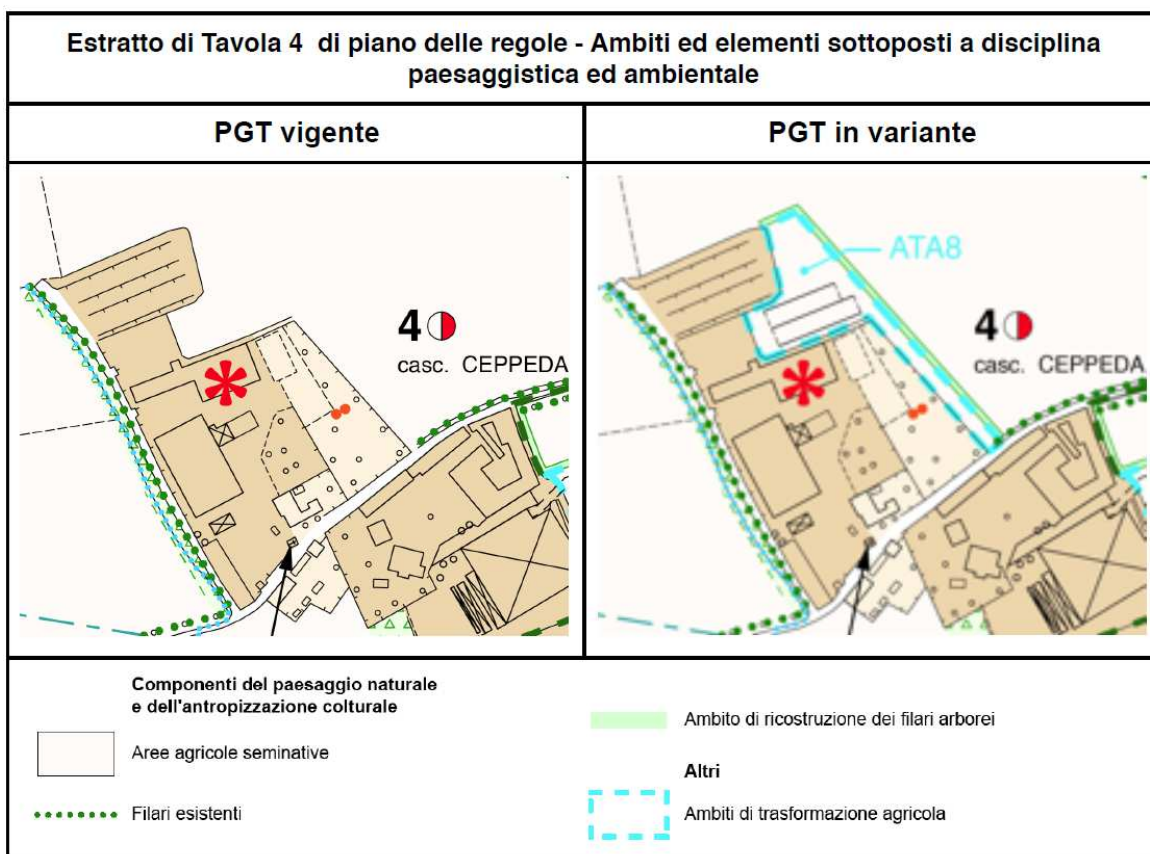 Estratto di Tavola 4 di piano delle regole - Ambiti ed elementi sottoposti a disciplina
paesaggistica ed ambientale
PGT vigente
PGT in variante
4
casc. CEPPEDA
ATA8
4
casc. CEPPEDA
Componenti del paesaggio naturale
e dell'antropizzazione colturale
Aree agricole seminative
Filari esistenti
Ambito di ricostruzione dei filari arborei
Altri
Ambiti di trasformazione agricola